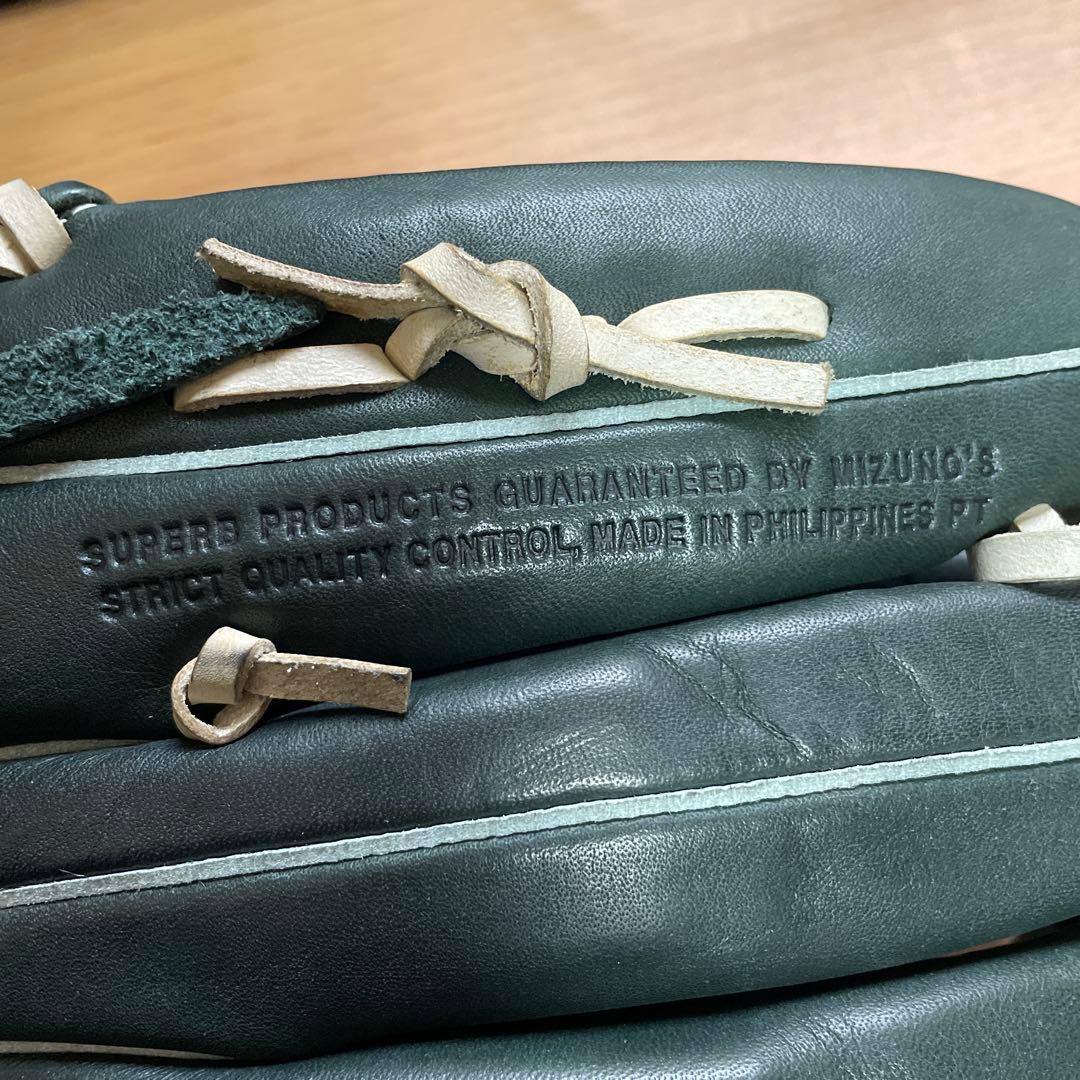 SUPERB PRODUCTS GUARANTEED BY MIZUNO'S
STRICT QUALITY CONTROL, MADE IN PHILIPPINES PT